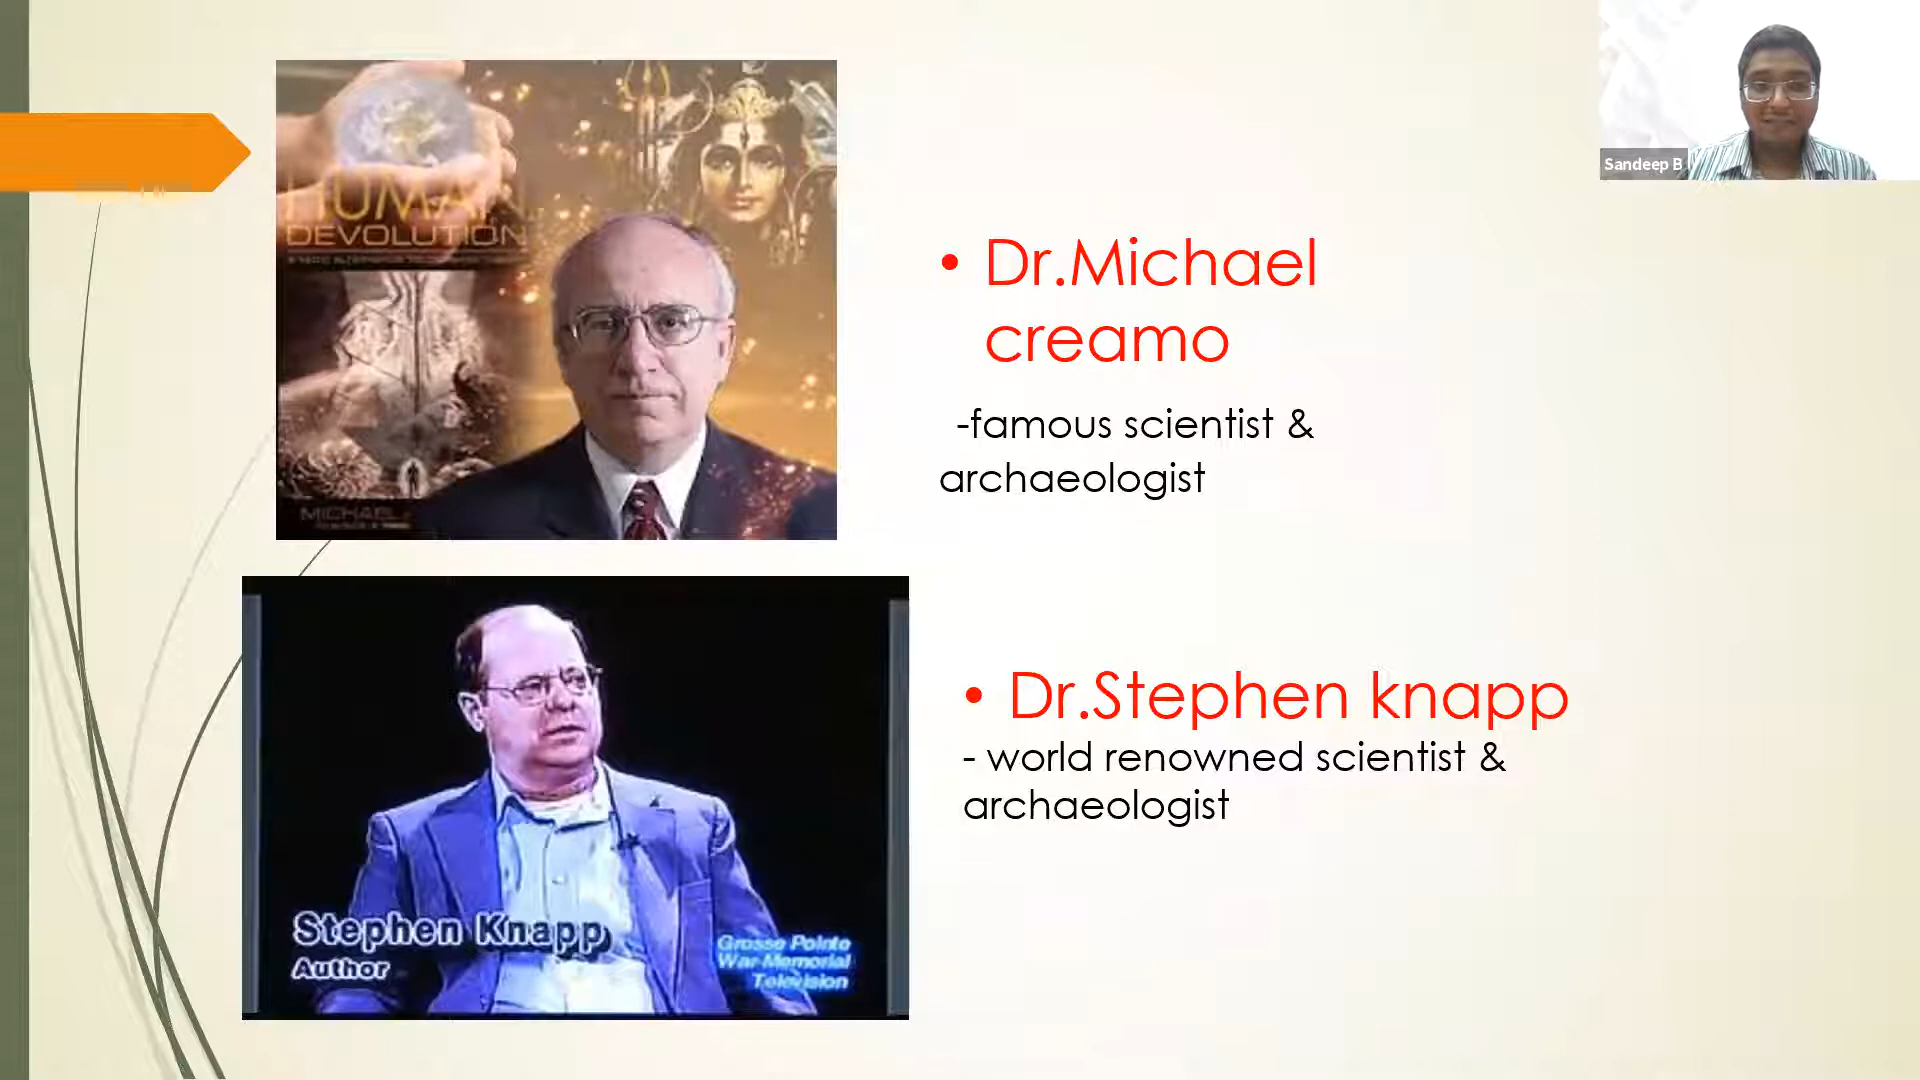 Sandeep B
HUMAN
DEVOLUTION
MICHAEL
• Dr.Michael
creamo
-famous scientist &
archaeologist
• Dr.Stephen knapp
- world renowned scientist &
archaeologist
Stephen Knapp
Author
Grosse Pointe
War Memorial
Television